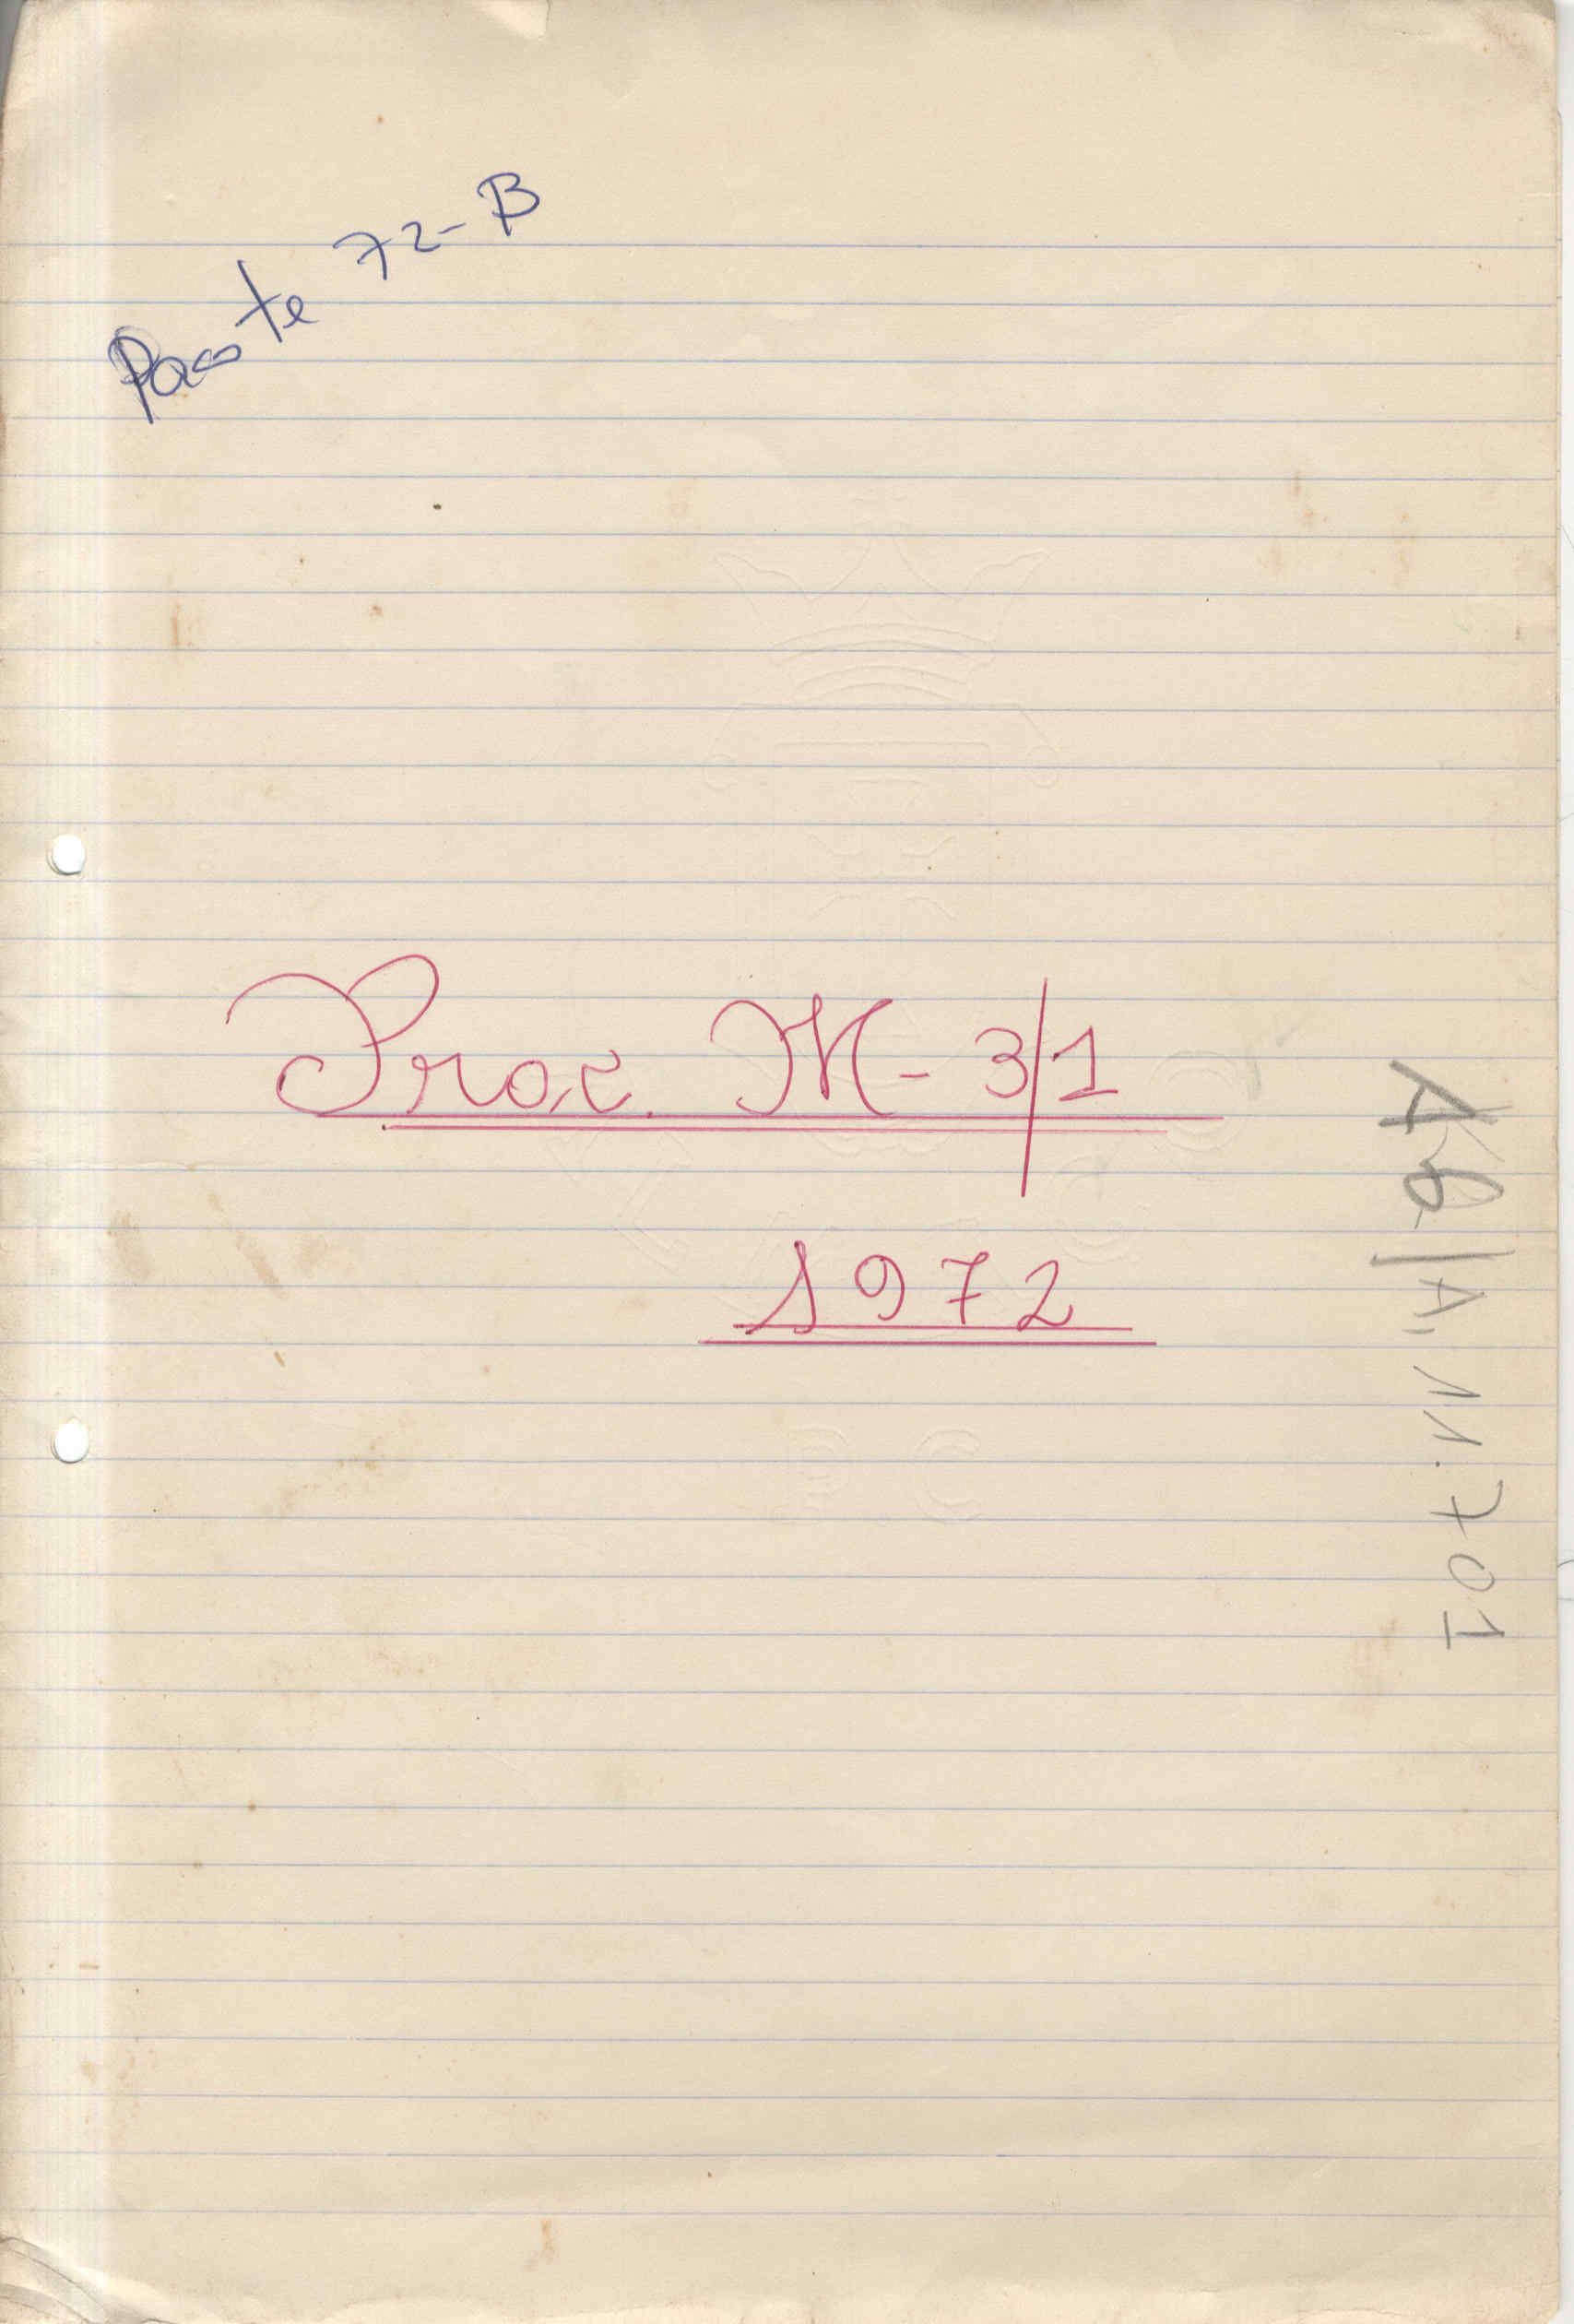 Pacote 72-B
Proc. M-3/1
1972
A6/A.11.701